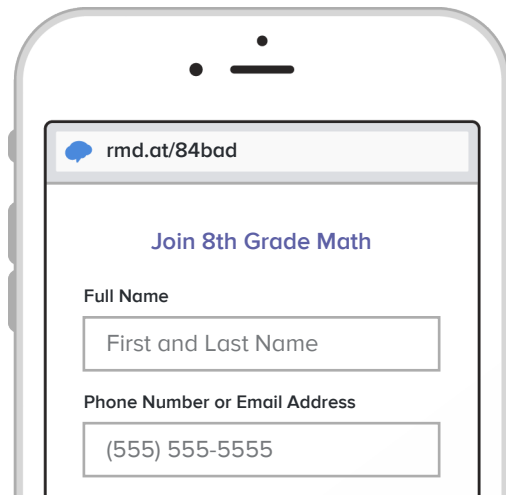 rmd.at/84bad
Join 8th Grade Math
Full Name
First and Last Name
Phone Number or Email Address
(555) 555-5555